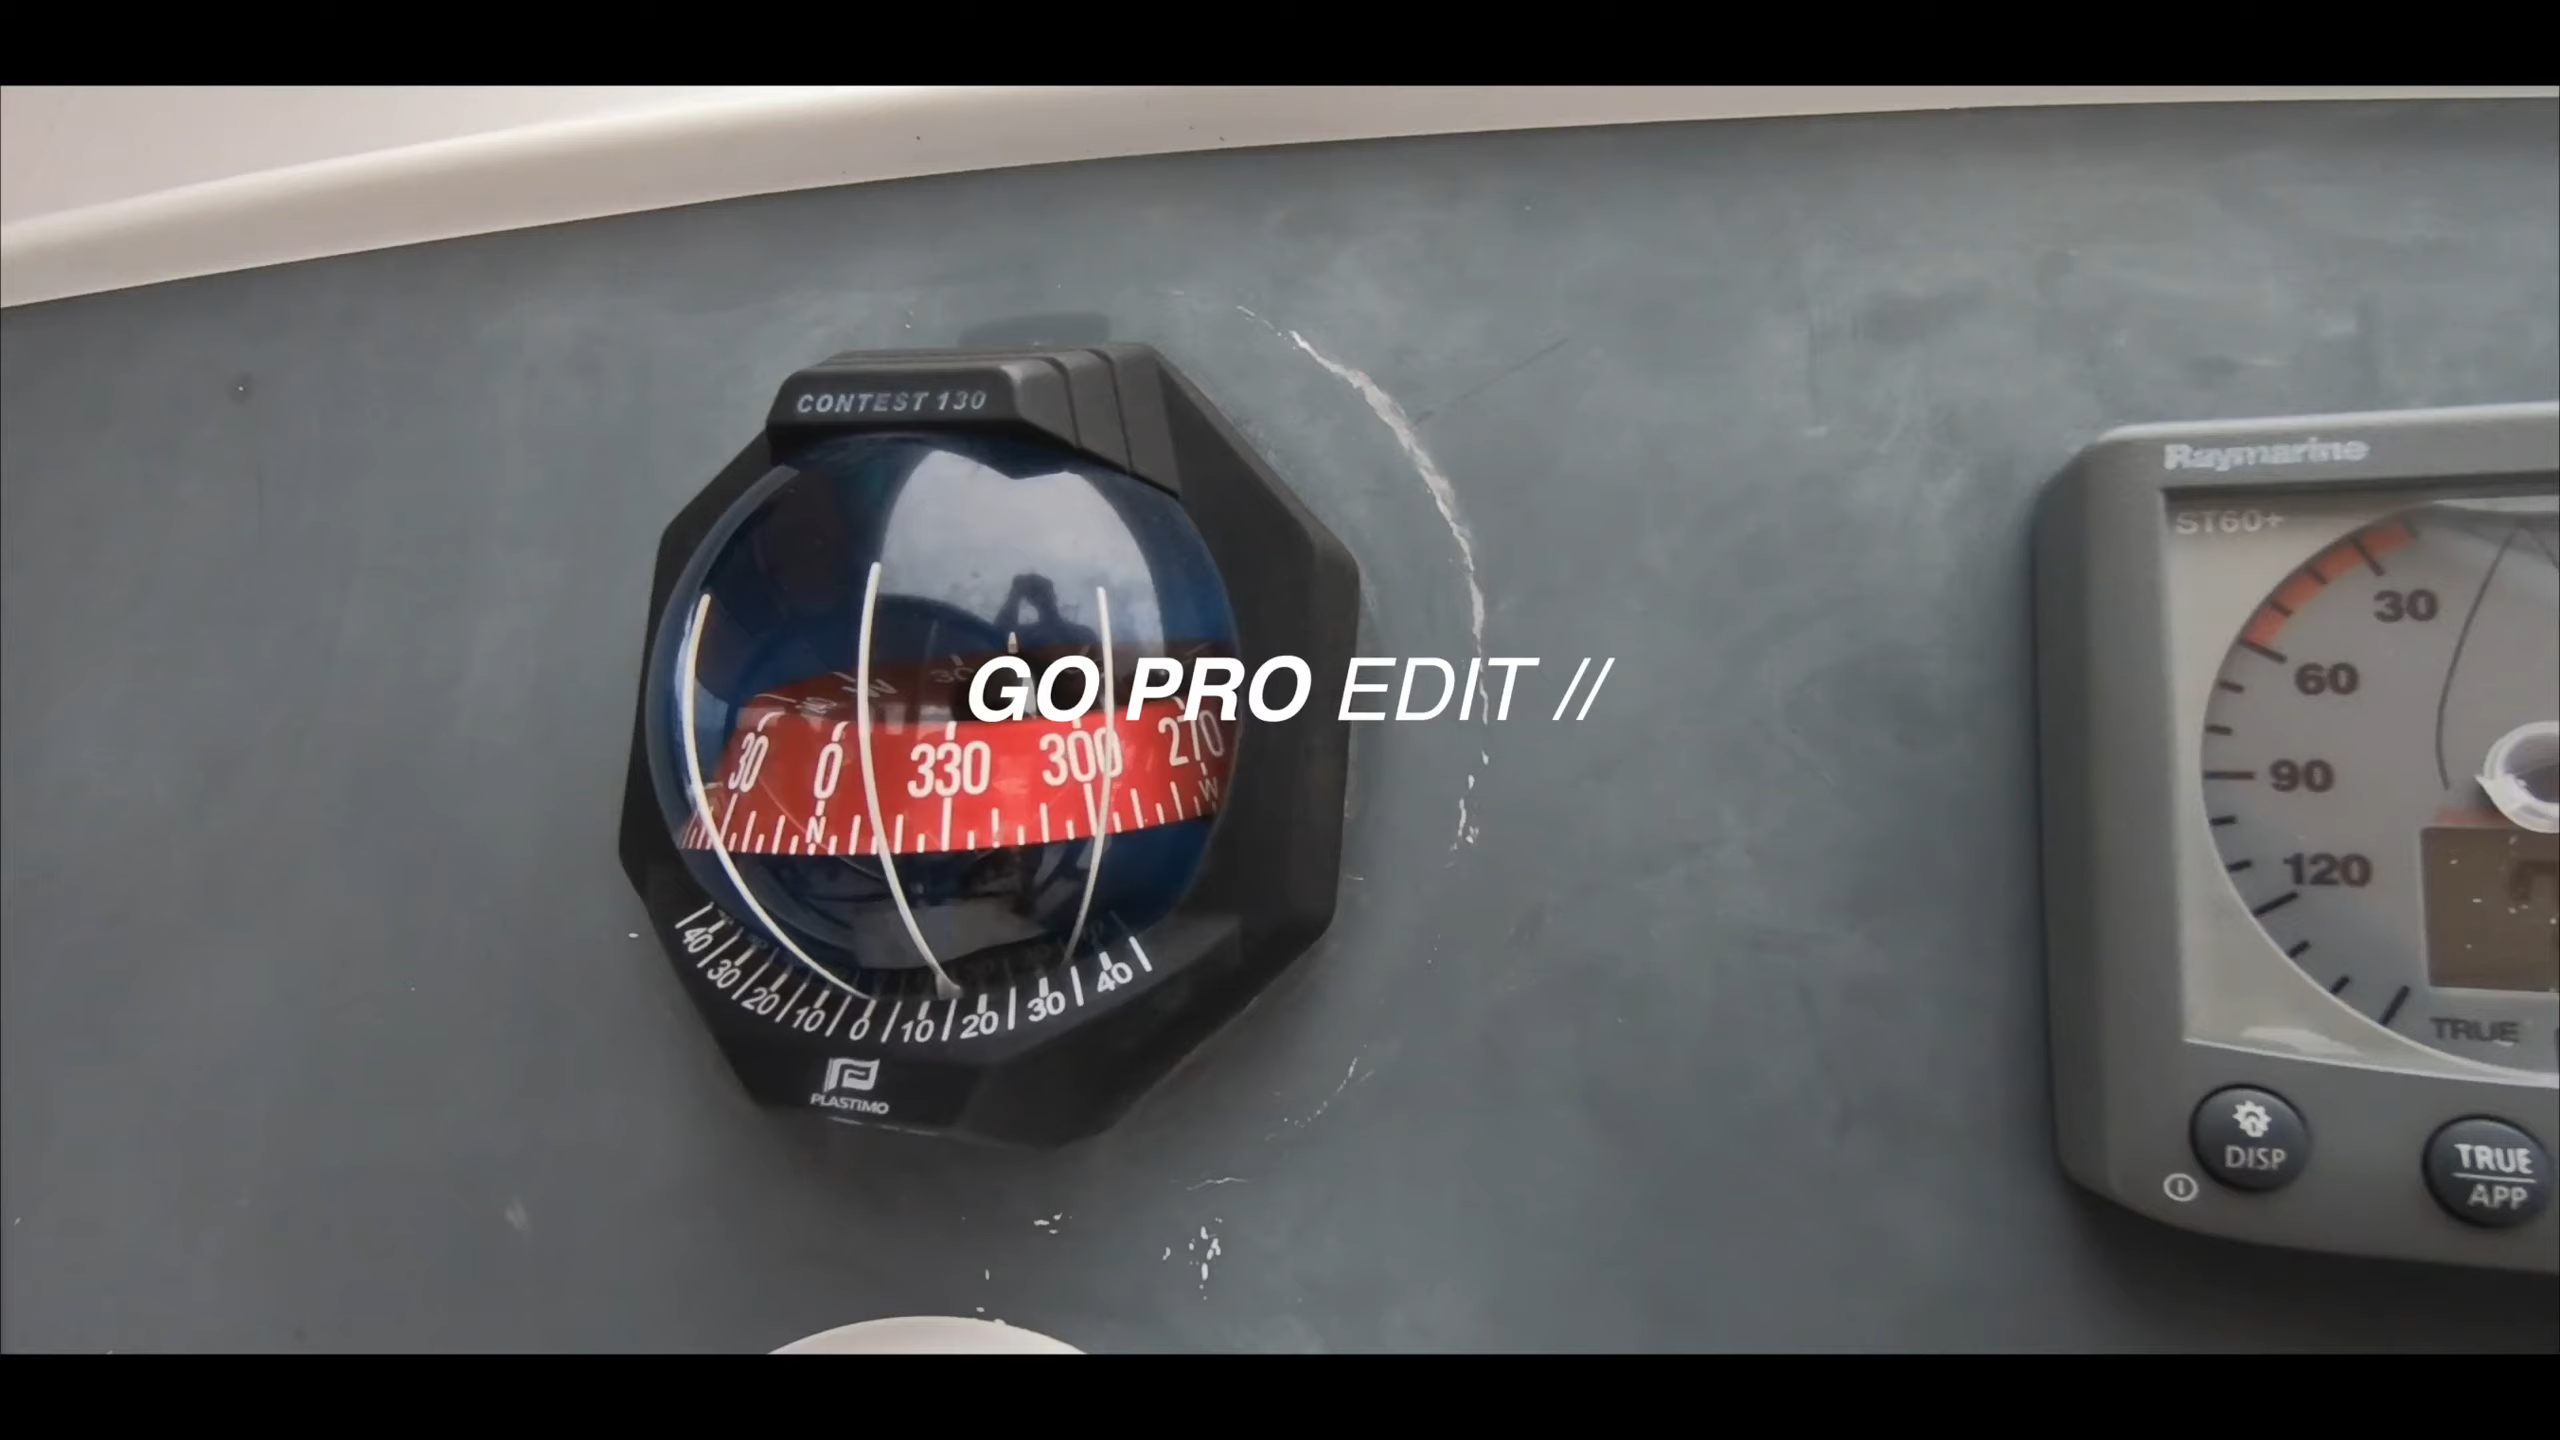 CONTEST 130
Raymarine
ST60+
30
60
90
120
TRUE
GO PRO EDIT //
30 0 330 300 270
N W
40 30 20 10 0 10 20 30 40
PLASTIMO
DISP
TRUE
APP